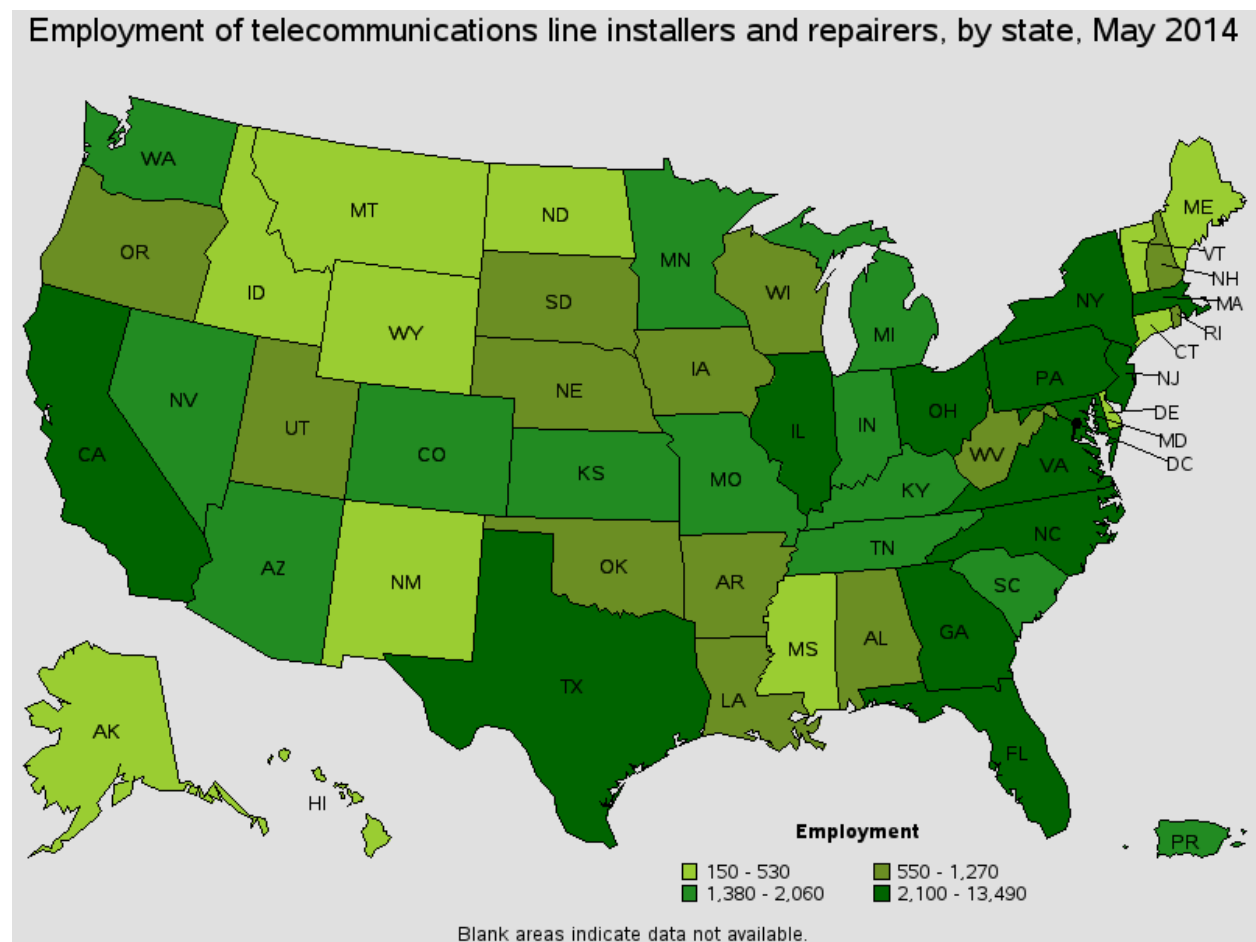 Employment of telecommunications line installers and repairers, by state, May 2014
WA
MT
ND
ME
OR
MN
VT
ID
SD
WI
NH
NY
MA
WY
MI
RI
CT
IA
PA
NJ
NV
NE
UT
OH
DE
IL
IN
MD
CA
CO
WV
DC
KS
MO
VA
KY
NC
TN
AZ
OK
NM
AR
SC
GA
MS
AL
TX
LA
AK
FL
HI
PR
Employment
150 - 530 550 - 1,270
1,380 - 2,060 2,100 - 13,490
Blank areas indicate data not available.